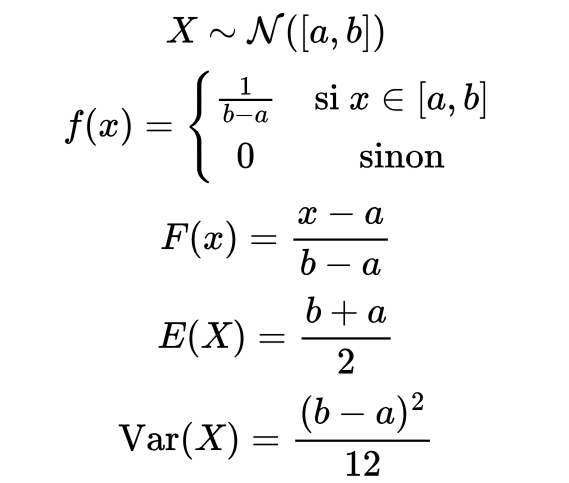 X ∼ 𝒩([a, b])
f(x) = { 1/(b−a) si x ∈ [a, b]
0 sinon
F(x) = (x − a)/(b − a)
E(X) = (b + a)/2
Var(X) = (b − a)²/12